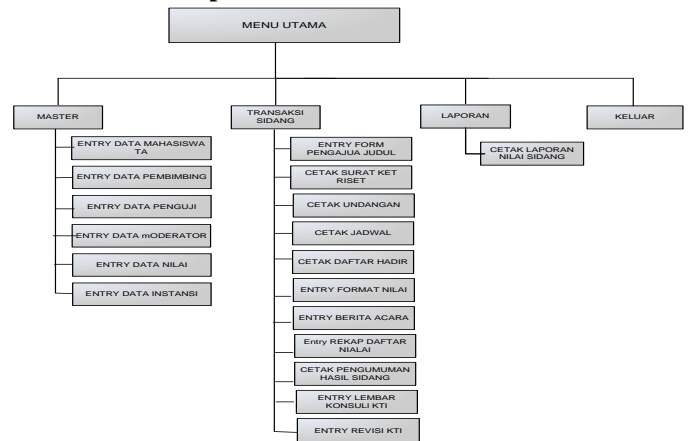 MENU UTAMA
MASTER
TRANSAKSI
SIDANG
LAPORAN
KELUAR
ENTRY DATA MAHASISWA
TA
ENTRY DATA PEMBIMBING
ENTRY DATA PENGUJI
ENTRY DATA mODERATOR
ENTRY DATA NILAI
ENTRY DATA INSTANSI
ENTRY FORM
PENGAJUA JUDUL
CETAK SURAT KET
RISET
CETAK UNDANGAN
CETAK JADWAL
CETAK DAFTAR HADIR
ENTRY FORMAT NILAI
ENTRY BERITA ACARA
Entry REKAP DAFTAR
NIALAI
CETAK PENGUMUMAN
HASIL SIDANG
ENTRY LEMBAR
KONSULI KTI
ENTRY REVISI KTI
CETAK LAPORAN
NILAI SIDANG